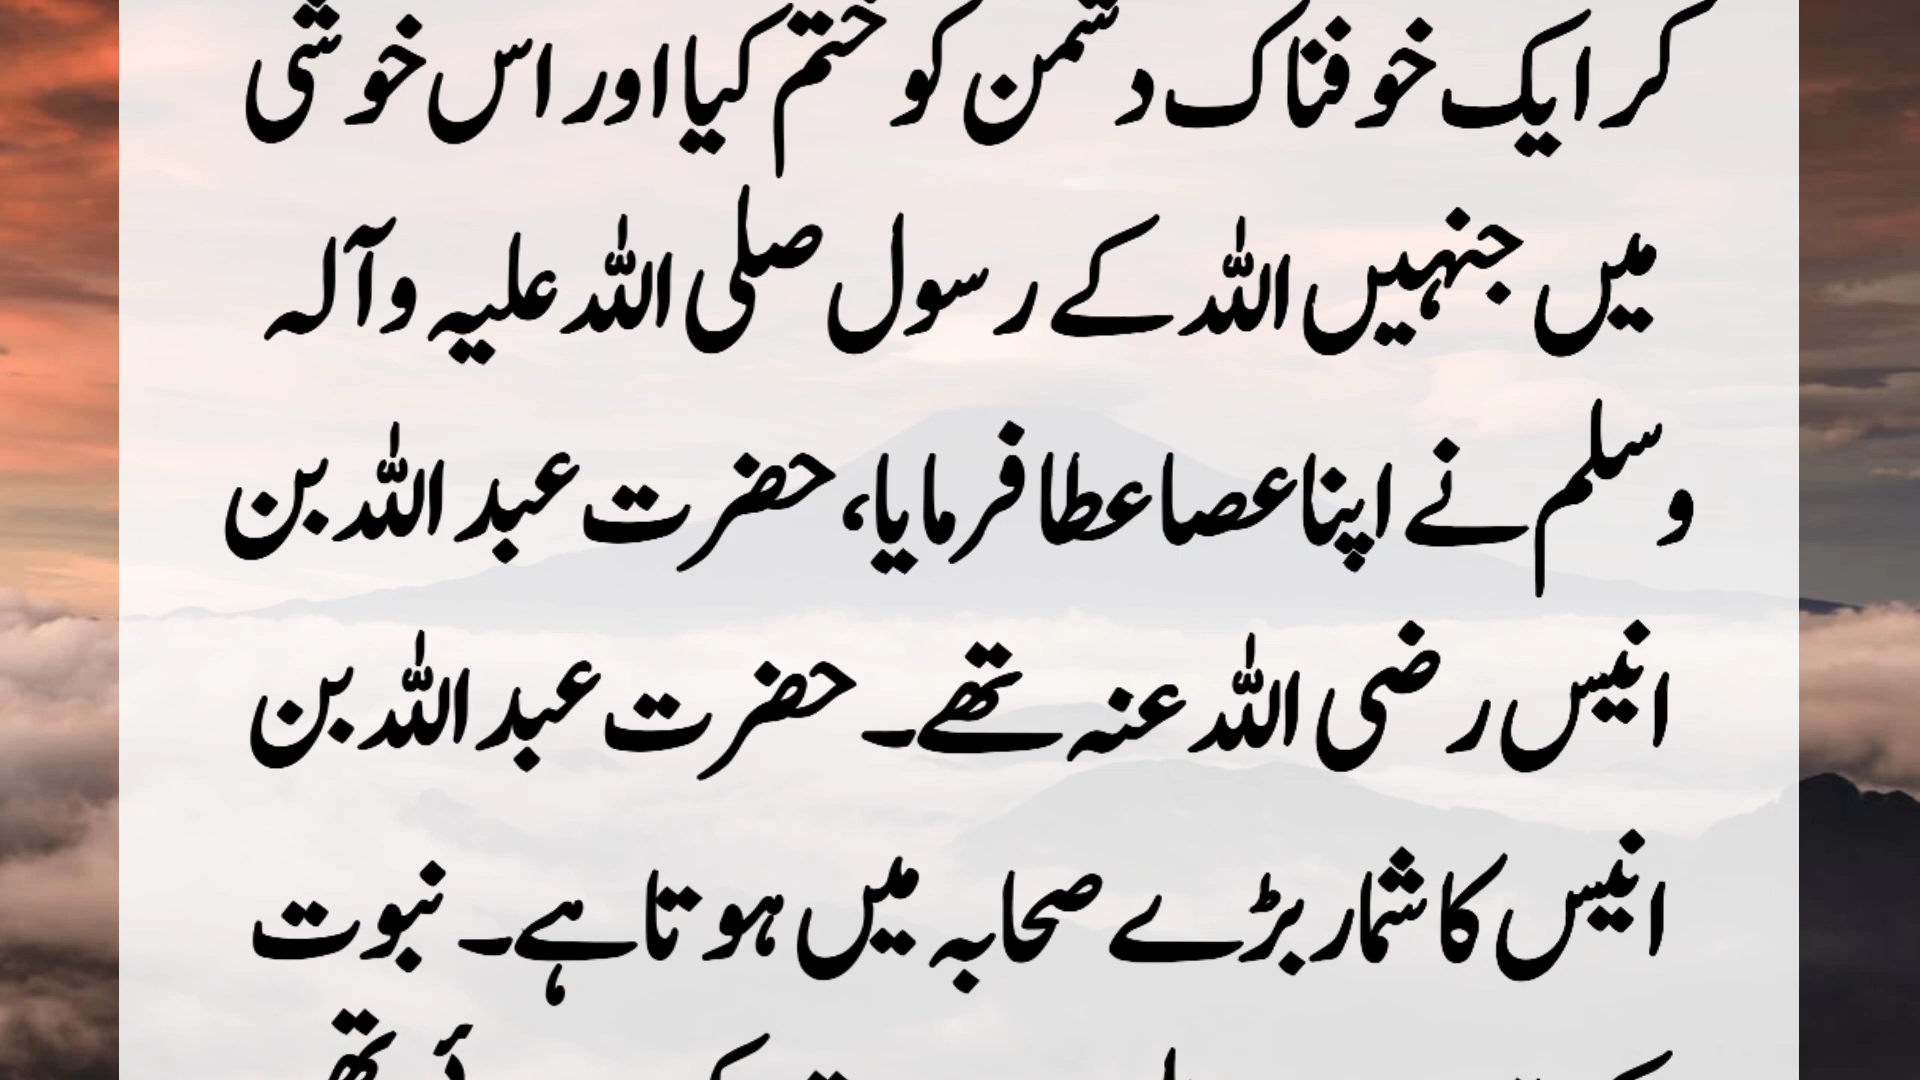 کر ایک خوفناک دشمن کو ختم کیا اور اس خوشی
میں جنہیں اللہ کے رسول صلی اللہ علیہ وآلہ
وسلم نے اپنا عصا عطا فرمایا، حضرت عبد اللہ بن
انیس رضی اللہ عنہ تھے۔ حضرت عبد اللہ بن
انیس کا شمار بڑے صحابہ میں ہوتا ہے۔ نبوت